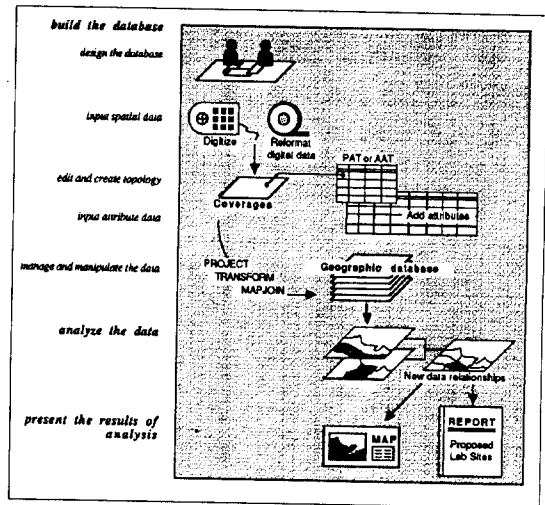 build the database
design the database
input spatial data
Digitize
Reformat
digital data
PAT or AAT
edit and create topology
Coverages
input attribute data
Add attributes
manage and manipulate the data
PROJECT
TRANSFORM
MAPJOIN
Geographic database
analyze the data
New data relationships
present the results of
analysis
MAP
REPORT
Proposed
Lab Sites